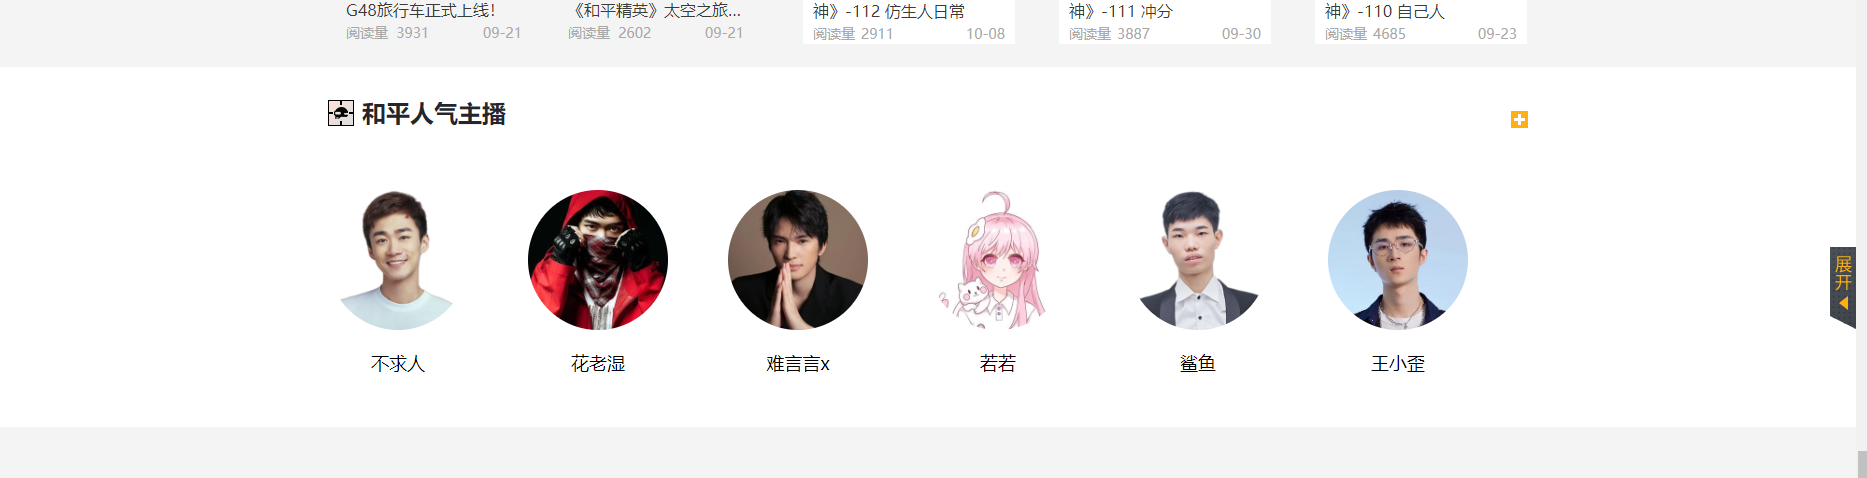 G48旅行车正式上线!
阅读量 3931 09-21
《和平精英》太空之旅...
阅读量 2602 09-21
神》-112 仿生人日常
阅读量 2911 10-08
神》-111 冲分
阅读量 3887 09-30
神》-110 自己人
阅读量 4685 09-23
和平人气主播
不求人
花老湿
难言言x
若若
鲨鱼
王小歪
展
开